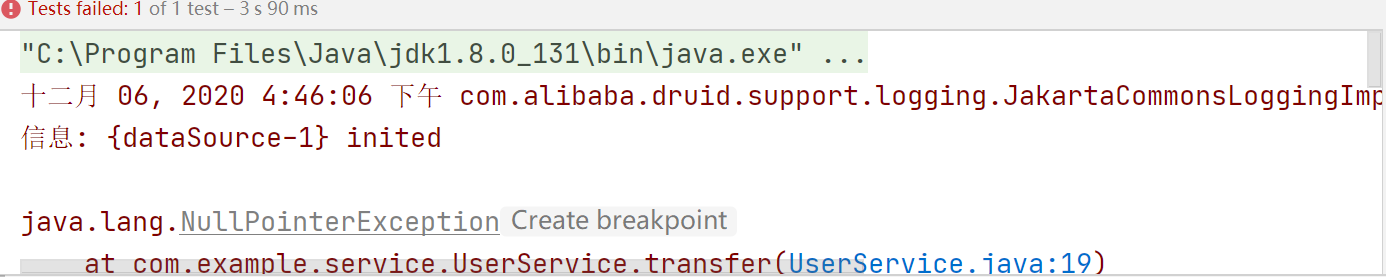 Tests failed: 1 of 1 test – 3 s 90 ms
"C:\Program Files\Java\jdk1.8.0_131\bin\java.exe" ...
十二月 06, 2020 4:46:06 下午 com.alibaba.druid.support.logging.JakartaCommonsLoggingImp
信息: {dataSource-1} inited
java.lang.NullPointerException Create breakpoint
at com.example.service.UserService.transfer(UserService.java:19)